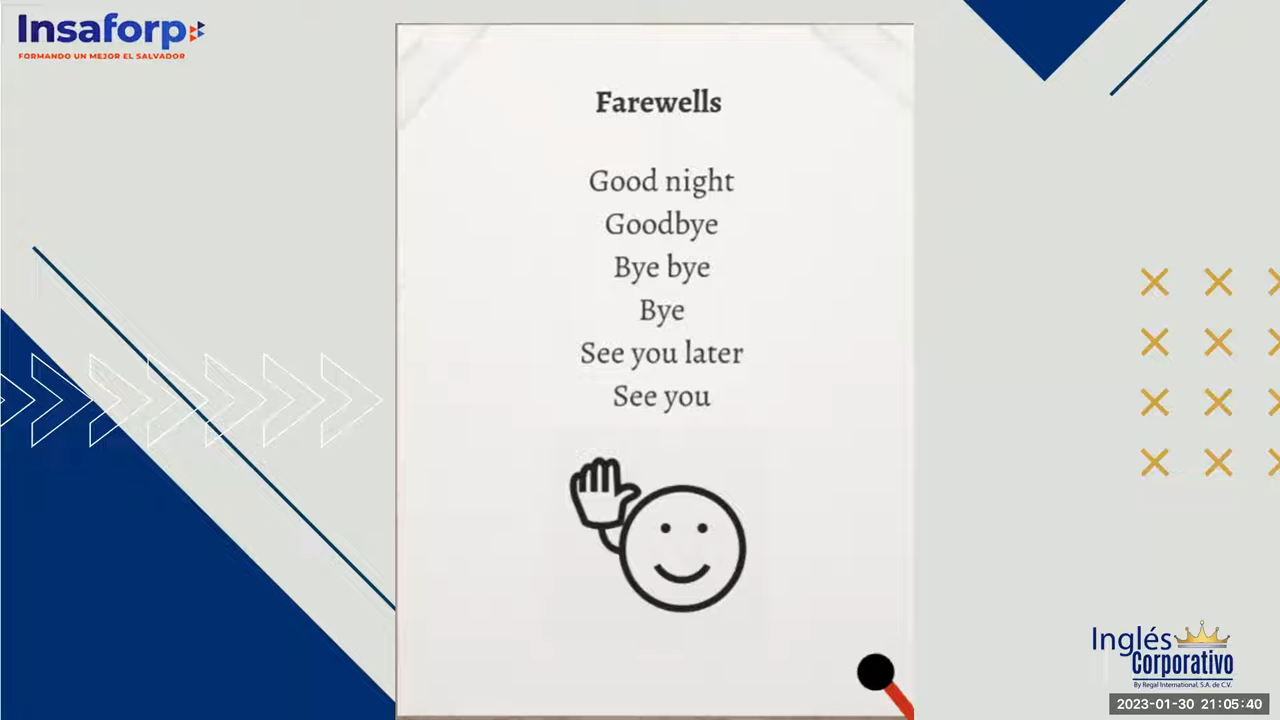 Insaforp
FORMANDO UN MEJOR EL SALVADOR
Farewells
Good night
Goodbye
Bye bye
Bye
See you later
See you
Inglés
Corporativo
By Regal International, S.A. de C.V.
2023-01-30 21:05:40